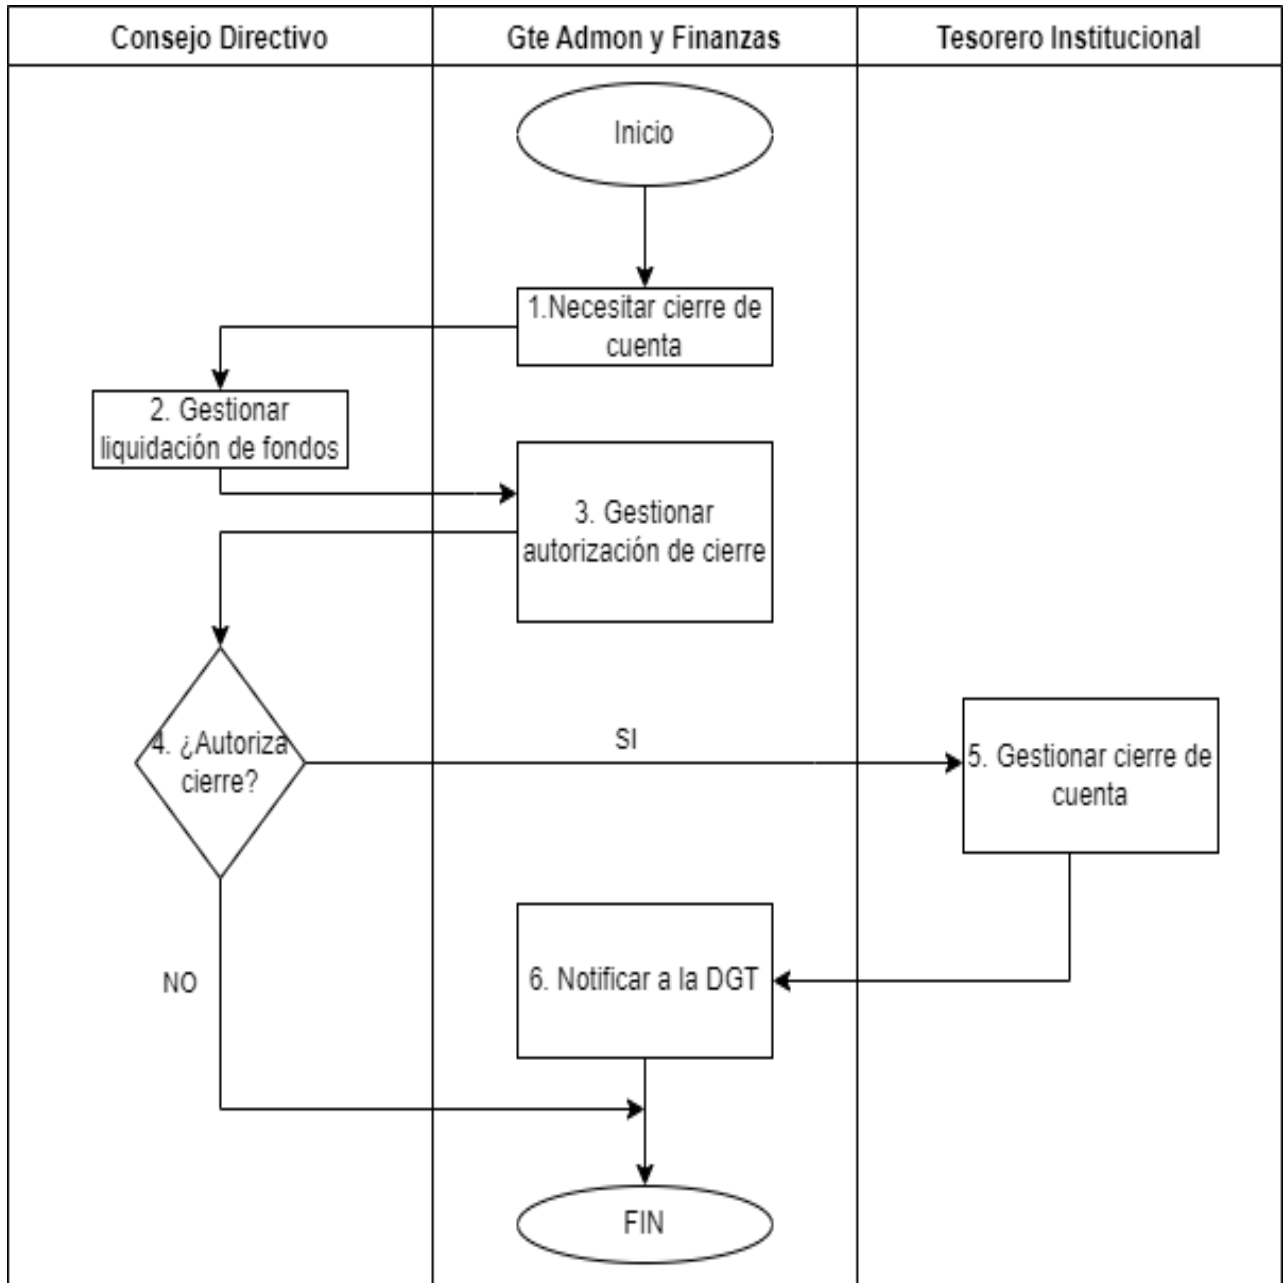 Consejo Directivo
Gte Admon y Finanzas
Tesorero Institucional
Inicio
1.Necesitar cierre de
cuenta
2. Gestionar
liquidación de fondos
3. Gestionar
autorización de cierre
4. ¿Autoriza
cierre?
SI
5. Gestionar cierre de
cuenta
NO
6. Notificar a la DGT
FIN